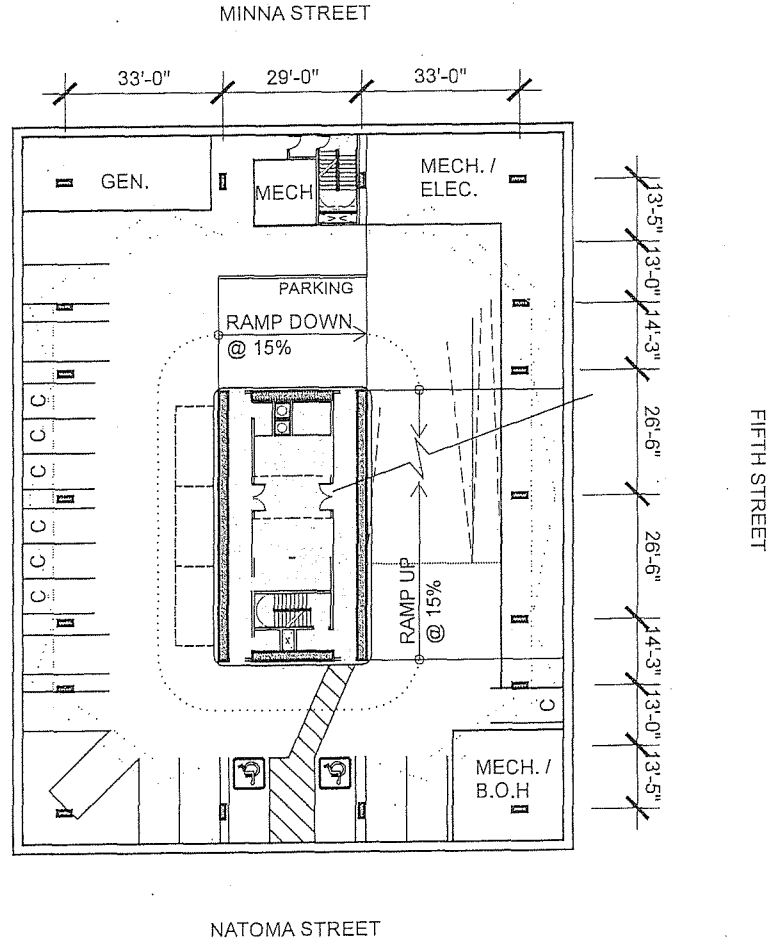 MINNA STREET
33'-0" 29'-0" 33'-0"
GEN.
MECH
MECH. /
ELEC.
13'-5"
13'-0"
14'-3"
26'-6"
26'-6"
14'-3"
13'-0"
13'-5"
PARKING
RAMP DOWN
@ 15%
C
C
C
C
C
C
C
RAMP UP
@ 15%
X
C
MECH. /
B.O.H
FIFTH STREET
NATOMA STREET